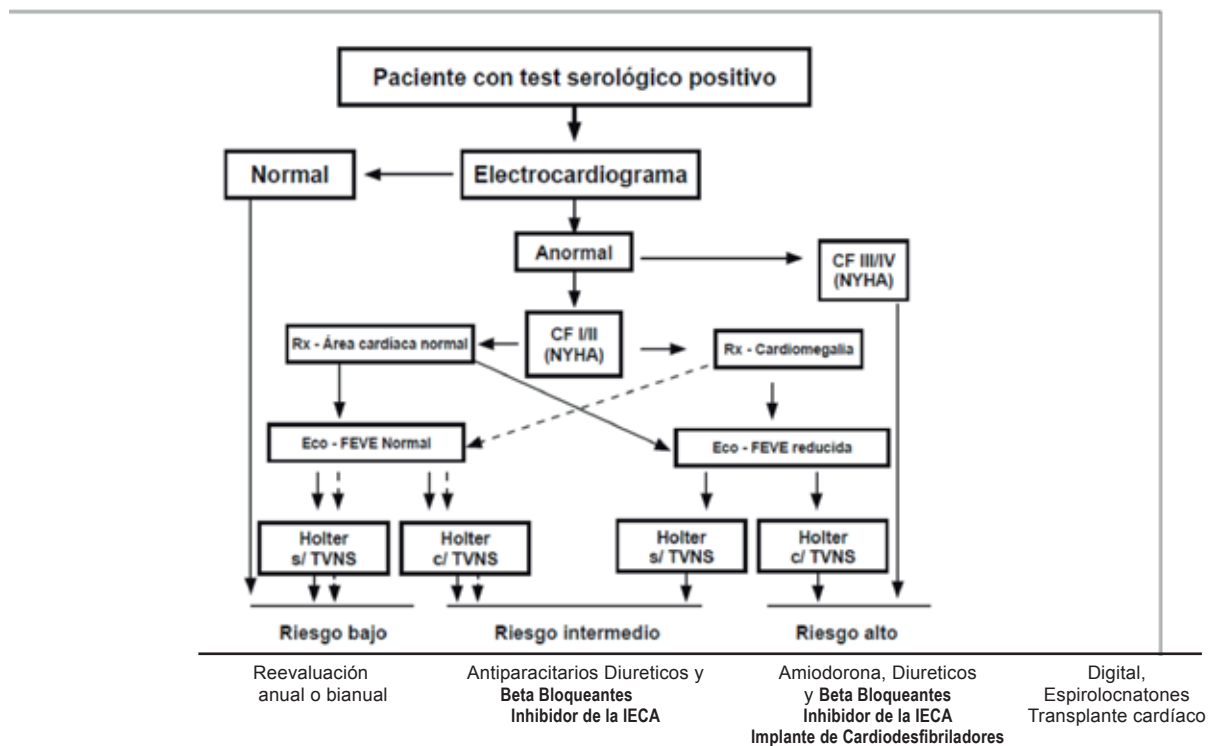 Paciente con test serológico positivo
Normal
Electrocardiograma
Anormal
CF III/IV
(NYHA)
CF I/II
(NYHA)
Rx - Área cardíaca normal
Rx - Cardiomegalia
Eco - FEVE Normal
Eco - FEVE reducida
Holter
s/ TVNS
Holter
c/ TVNS
Holter
s/ TVNS
Holter
c/ TVNS
Riesgo bajo
Riesgo intermedio
Riesgo alto
Reevaluación
anual o bianual
Antiparacitarios Diureticos y
Beta Bloqueantes
Inhibidor de la IECA
Amiodorona, Diureticos
y Beta Bloqueantes
Inhibidor de la IECA
Implante de Cardiodesfibriladores
Digital,
Espirolocnatones
Transplante cardíaco